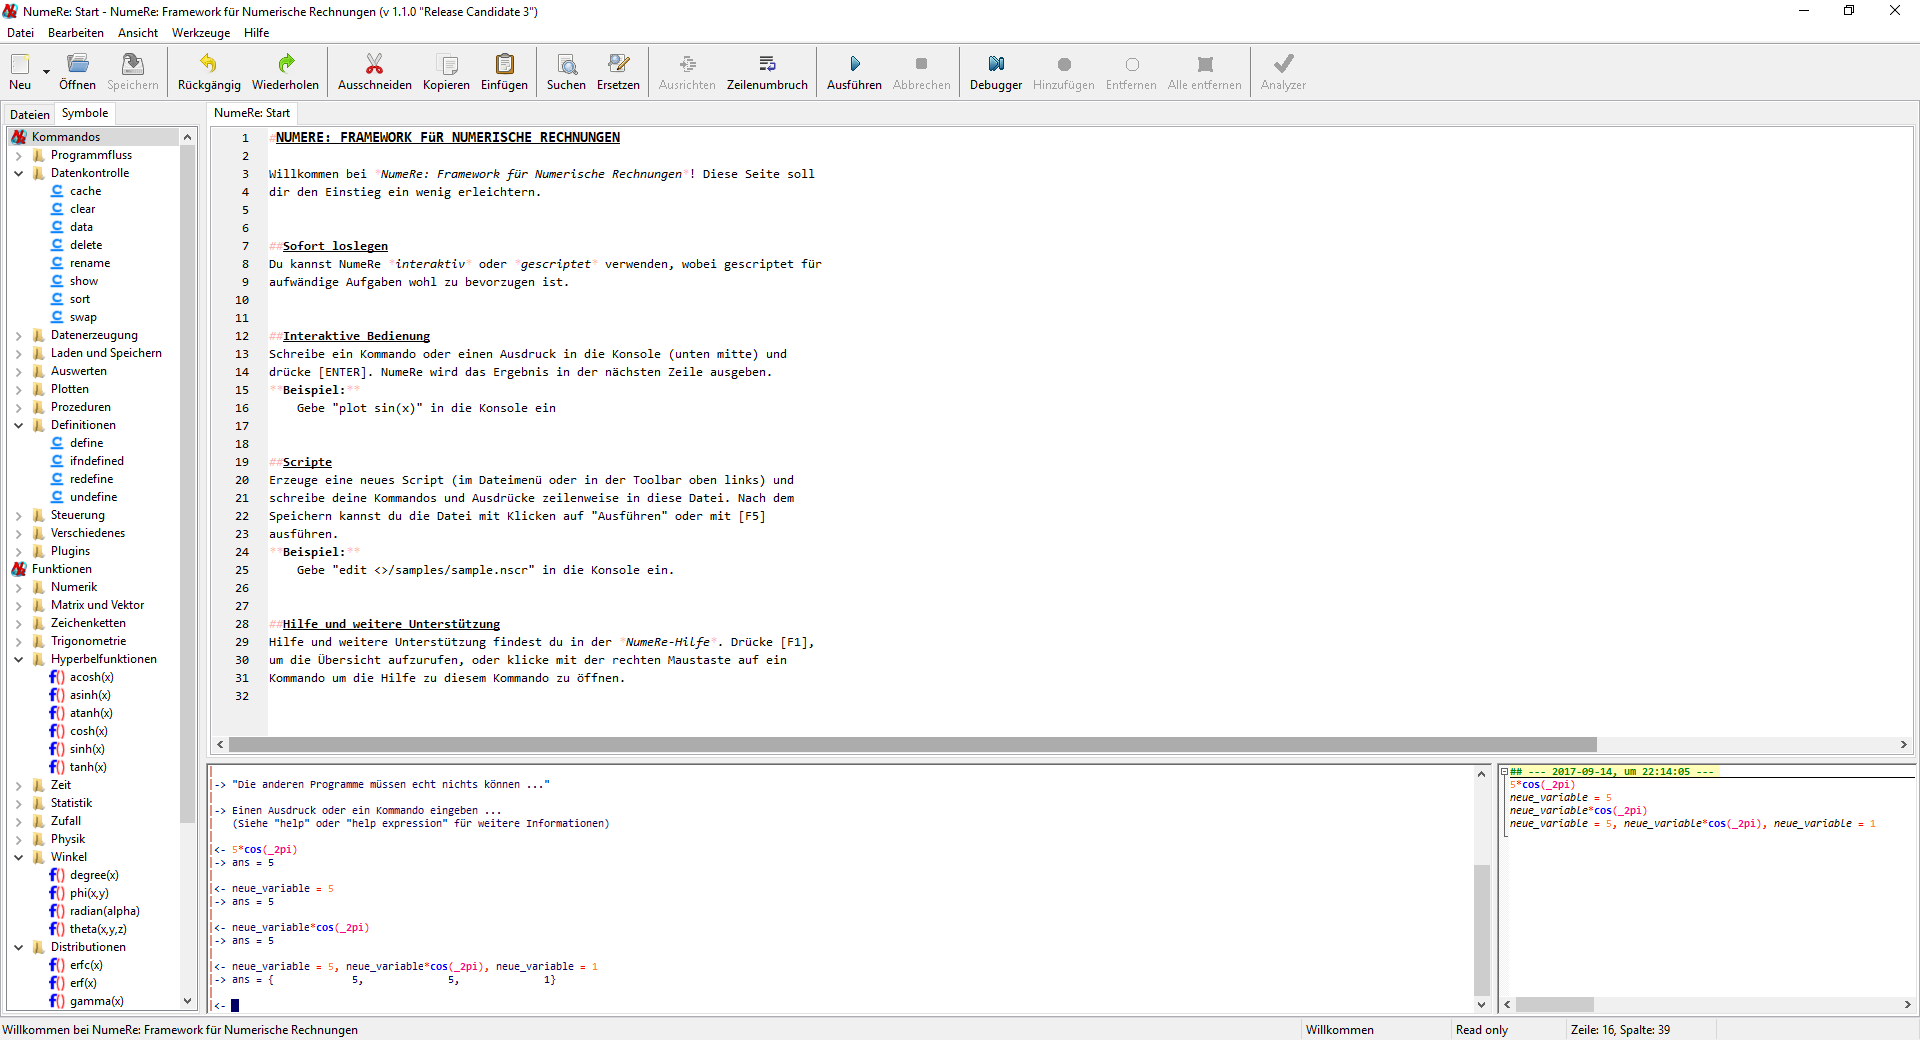 NumeRe: Start - NumeRe: Framework für Numerische Rechnungen (v 1.1.0 "Release Candidate 3")
Datei Bearbeiten Ansicht Werkzeuge Hilfe
Neu Öffnen Speichern Rückgängig Wiederholen Ausschneiden Kopieren Einfügen Suchen Ersetzen Ausrichten Zeilenumbruch Ausführen Abbrechen Debugger Hinzufügen Entfernen Alle entfernen Analyzer
Dateien Symbole
Kommandos
Programmfluss
Datenkontrolle
cache
clear
data
delete
rename
show
sort
swap
Datenerzeugung
Laden und Speichern
Auswerten
Plotten
Prozeduren
Definitionen
define
ifndefined
redefine
undefine
Steuerung
Verschiedenes
Plugins
Funktionen
Numerik
Matrix und Vektor
Zeichenketten
Trigonometrie
Hyperbelfunktionen
acosh(x)
asinh(x)
atanh(x)
cosh(x)
sinh(x)
tanh(x)
Zeit
Statistik
Zufall
Physik
Winkel
degree(x)
phi(x,y)
radian(alpha)
theta(x,y,z)
Distributionen
erfc(x)
erf(x)
gamma(x)
NumeRe: Start
1 #NUMERE: FRAMEWORK FüR NUMERISCHE RECHNUNGEN
2
3 Willkommen bei *NumeRe: Framework für Numerische Rechnungen*! Diese Seite soll
4 dir den Einstieg ein wenig erleichtern.
5
6
7 ##Sofort loslegen
8 Du kannst NumeRe *interaktiv* oder *gescriptet* verwenden, wobei gescriptet für
9 aufwändige Aufgaben wohl zu bevorzugen ist.
10
11
12 ##Interaktive Bedienung
13 Schreibe ein Kommando oder einen Ausdruck in die Konsole (unten mitte) und
14 drücke [ENTER]. NumeRe wird das Ergebnis in der nächsten Zeile ausgeben.
15 **Beispiel:**
16 Gebe "plot sin(x)" in die Konsole ein
17
18
19 ##Scripte
20 Erzeuge eine neues Script (im Dateimenü oder in der Toolbar oben links) und
21 schreibe deine Kommandos und Ausdrücke zeilenweise in diese Datei. Nach dem
22 Speichern kannst du die Datei mit Klicken auf "Ausführen" oder mit [F5]
23 ausführen.
24 **Beispiel:**
25 Gebe "edit <>/samples/sample.nscr" in die Konsole ein.
26
27
28 ##Hilfe und weitere Unterstützung
29 Hilfe und weitere Unterstützung findest du in der *NumeRe-Hilfe*. Drücke [F1],
30 um die Übersicht aufzurufen, oder klicke mit der rechten Maustaste auf ein
31 Kommando um die Hilfe zu diesem Kommando zu öffnen.
32
|-> "Die anderen Programme müssen echt nichts können ..."
|
|-> Einen Ausdruck oder ein Kommando eingeben ...
| (Siehe "help" oder "help expression" für weitere Informationen)
|
|<- 5*cos(_2pi)
|-> ans = 5
|
|<- neue_variable = 5
|-> ans = 5
|
|<- neue_variable*cos(_2pi)
|-> ans = 5
|
|<- neue_variable = 5, neue_variable*cos(_2pi), neue_variable = 1
|-> ans = { 5, 5, 1}
|
|<-
## --- 2017-09-14, um 22:14:05 ---
5*cos(_2pi)
neue_variable = 5
neue_variable*cos(_2pi)
neue_variable = 5, neue_variable*cos(_2pi), neue_variable = 1
Willkommen bei NumeRe: Framework für Numerische Rechnungen Willkommen Read only Zeile: 16, Spalte: 39